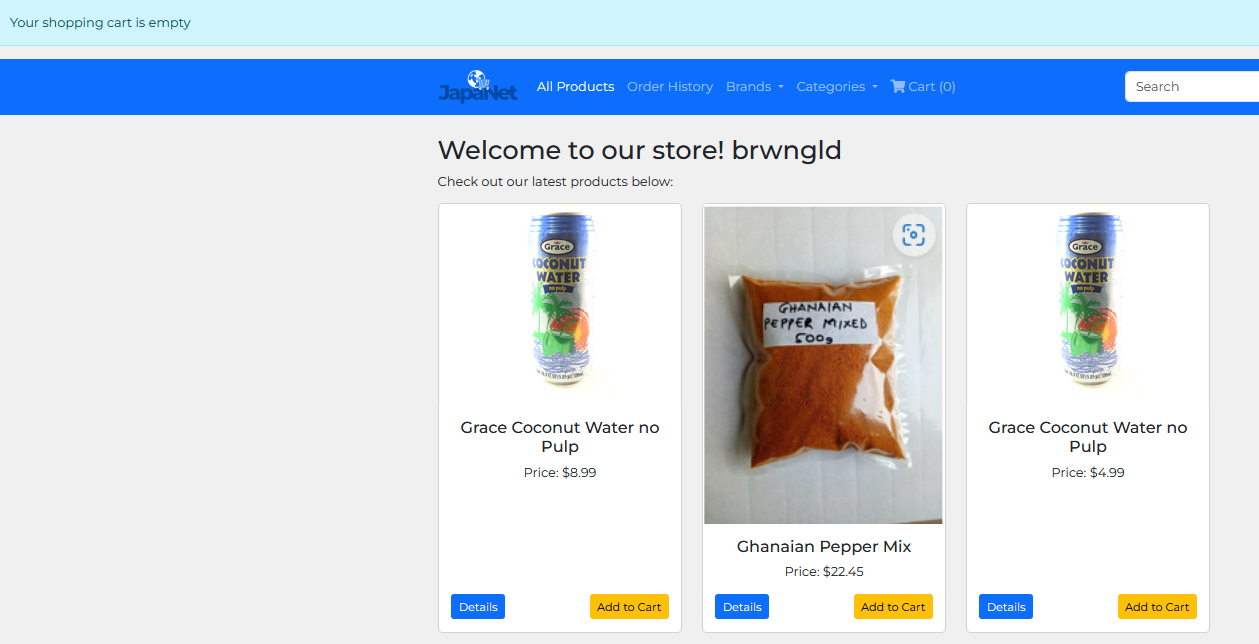 Your shopping cart is empty
JapaNet
All Products Order History Brands Categories Cart (0)
Search
Welcome to our store! brwngld
Check out our latest products below:
Grace
COCONUT
WATER
no pulp
Grace Coconut Water no
Pulp
Price: $8.99
Details Add to Cart
GHANAIAN
PEPPER MIXED
500g
Ghanaian Pepper Mix
Price: $22.45
Details Add to Cart
Grace
COCONUT
WATER
no pulp
Grace Coconut Water no
Pulp
Price: $4.99
Details Add to Cart